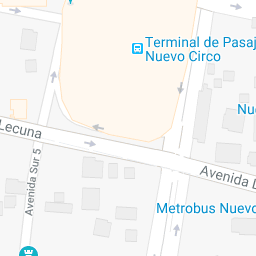 Terminal de Pasaj
Nuevo Circo
Nu
Lecuna
Avenida L
Avenida Sur 5
Metrobus Nuevo